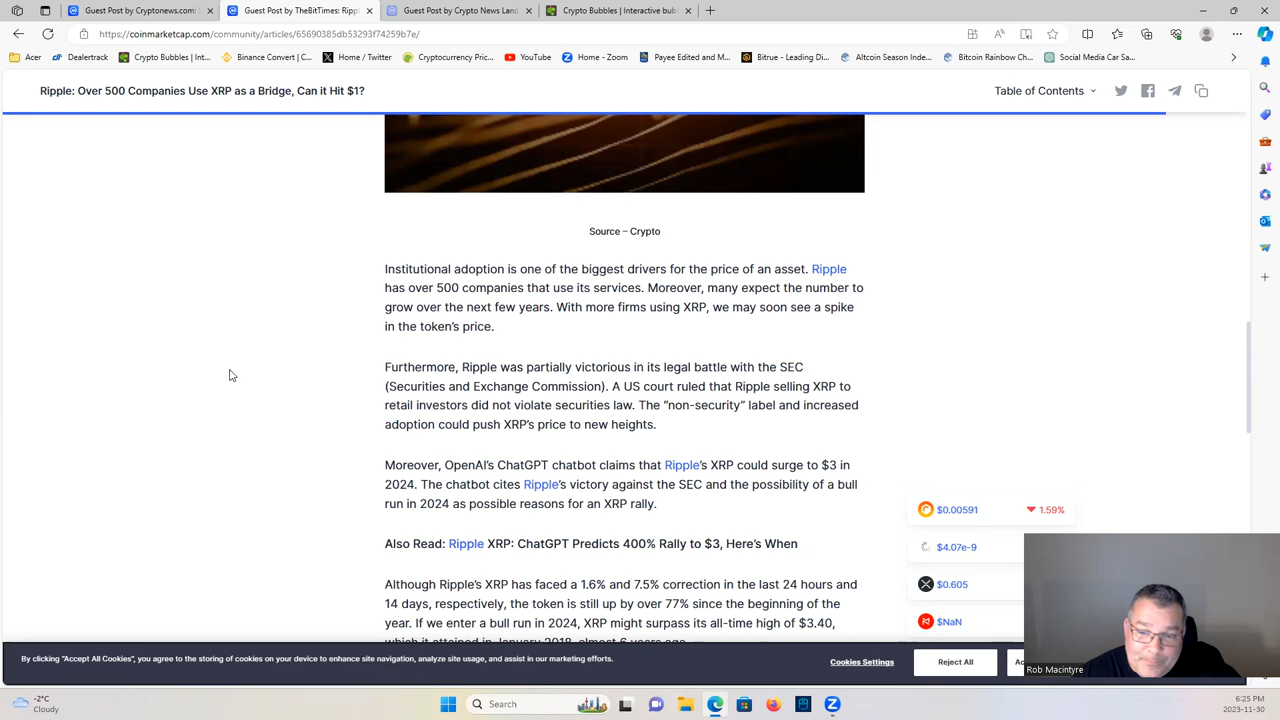 Guest Post by Cryptonews.com:
Guest Post by TheBitTimes: Rippl
Guest Post by Crypto News Land
Crypto Bubbles | Interactive bub
https://coinmarketcap.com/community/articles/65690385db53293f74259b7e/
Acer
Dealertrack
Crypto Bubbles | Int...
Binance Convert | C...
Home / Twitter
Cryptocurrency Pric...
YouTube
Home - Zoom
Payee Edited and M...
Bitrue - Leading Di...
Altcoin Season Inde...
Bitcoin Rainbow Ch...
Social Media Car Sa...
Ripple: Over 500 Companies Use XRP as a Bridge, Can it Hit $1?
Table of Contents
Source – Crypto
Institutional adoption is one of the biggest drivers for the price of an asset. Ripple
has over 500 companies that use its services. Moreover, many expect the number to
grow over the next few years. With more firms using XRP, we may soon see a spike
in the token's price.
Furthermore, Ripple was partially victorious in its legal battle with the SEC
(Securities and Exchange Commission). A US court ruled that Ripple selling XRP to
retail investors did not violate securities law. The “non-security” label and increased
adoption could push XRP's price to new heights.
Moreover, OpenAI's ChatGPT chatbot claims that Ripple's XRP could surge to $3 in
2024. The chatbot cites Ripple's victory against the SEC and the possibility of a bull
run in 2024 as possible reasons for an XRP rally.
Also Read: Ripple XRP: ChatGPT Predicts 400% Rally to $3, Here's When
Although Ripple's XRP has faced a 1.6% and 7.5% correction in the last 24 hours and
14 days, respectively, the token is still up by over 77% since the beginning of the
year. If we enter a bull run in 2024, XRP might surpass its all-time high of $3.40,
which it attained in January 2018, almost 6 years ago.
$0.00591
1.59%
$4.07e-9
$0.605
$NaN
Rob Macintyre
By clicking “Accept All Cookies”, you agree to the storing of cookies on your device to enhance site navigation, analyze site usage, and assist in our marketing efforts.
Cookies Settings
Reject All
Ac
-2°C
Cloudy
Search
6:25 PM
2023-11-30